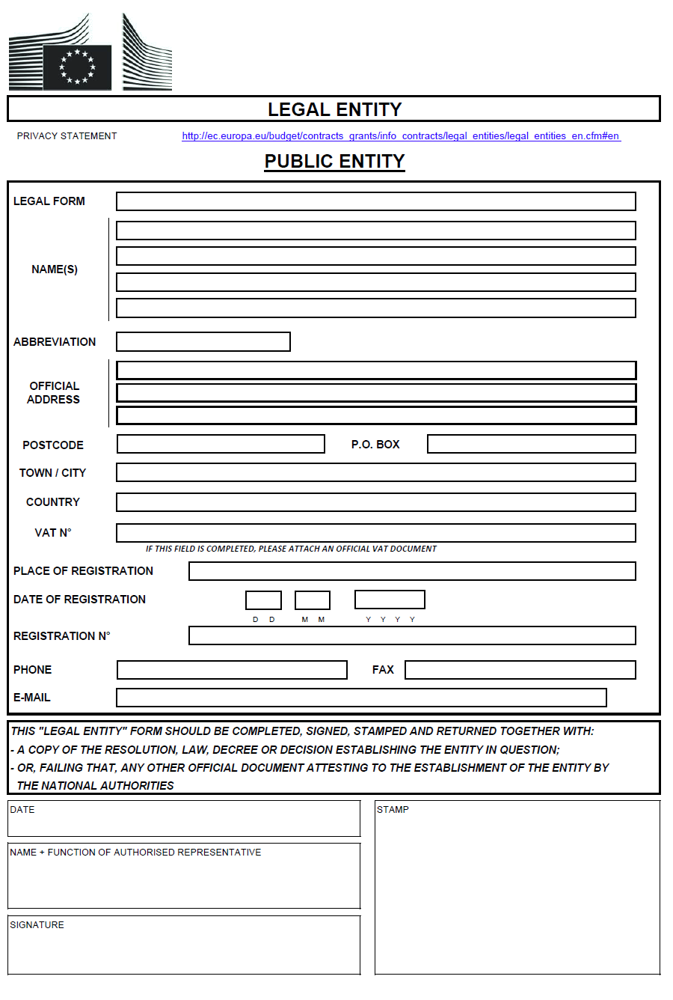 LEGAL ENTITY
PRIVACY STATEMENT http://ec.europa.eu/budget/contracts_grants/info_contracts/legal_entities/legal_entities_en.cfm#en
PUBLIC ENTITY
LEGAL FORM
NAME(S)
ABBREVIATION
OFFICIAL
ADDRESS
POSTCODE P.O. BOX
TOWN / CITY
COUNTRY
VAT N°
IF THIS FIELD IS COMPLETED, PLEASE ATTACH AN OFFICIAL VAT DOCUMENT
PLACE OF REGISTRATION
DATE OF REGISTRATION
D D M M Y Y Y Y
REGISTRATION N°
PHONE FAX
E-MAIL
THIS "LEGAL ENTITY" FORM SHOULD BE COMPLETED, SIGNED, STAMPED AND RETURNED TOGETHER WITH:
- A COPY OF THE RESOLUTION, LAW, DECREE OR DECISION ESTABLISHING THE ENTITY IN QUESTION;
- OR, FAILING THAT, ANY OTHER OFFICIAL DOCUMENT ATTESTING TO THE ESTABLISHMENT OF THE ENTITY BY
THE NATIONAL AUTHORITIES
DATE STAMP
NAME + FUNCTION OF AUTHORISED REPRESENTATIVE
SIGNATURE